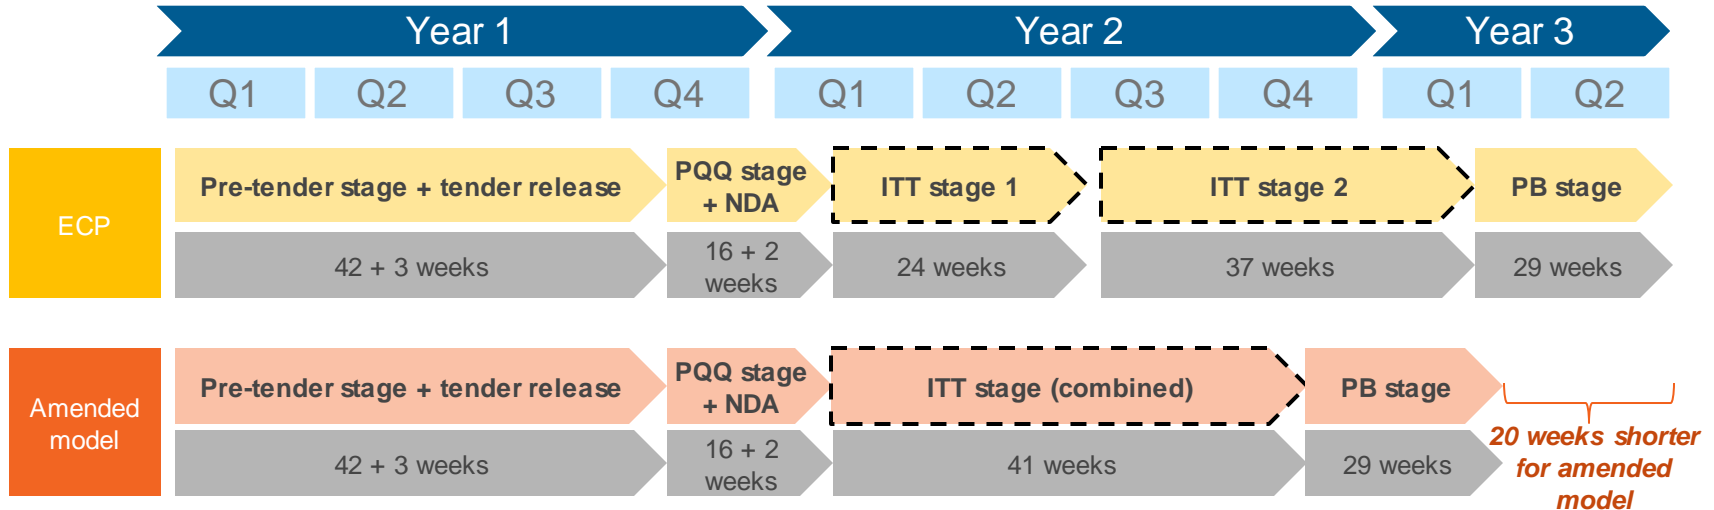 Year 1
Year 2
Year 3
Q1
Q2
Q3
Q4
Q1
Q2
Q3
Q4
Q1
Q2
ECP
Pre-tender stage + tender release
PQQ stage
+ NDA
ITT stage 1
ITT stage 2
PB stage
42 + 3 weeks
16 + 2
weeks
24 weeks
37 weeks
29 weeks
Amended
model
Pre-tender stage + tender release
PQQ stage
+ NDA
ITT stage (combined)
PB stage
42 + 3 weeks
16 + 2
weeks
41 weeks
29 weeks
20 weeks shorter
for amended
model